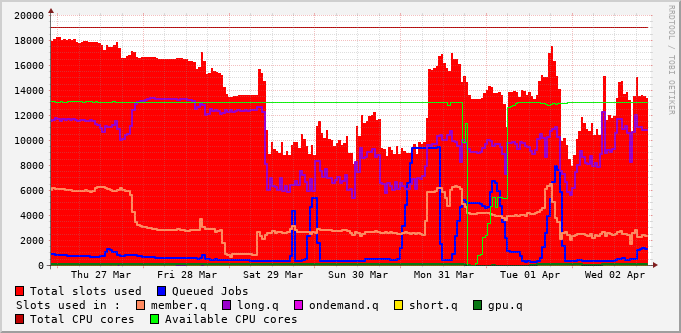 20000
18000
16000
14000
12000
10000
8000
6000
4000
2000
0
Thu 27 Mar Fri 28 Mar Sat 29 Mar Sun 30 Mar Mon 31 Mar Tue 01 Apr Wed 02 Apr
Total slots used Queued Jobs
Slots used in : member.q long.q ondemand.q short.q gpu.q
Total CPU cores Available CPU cores
RRDTOOL / TOBI OETIKER